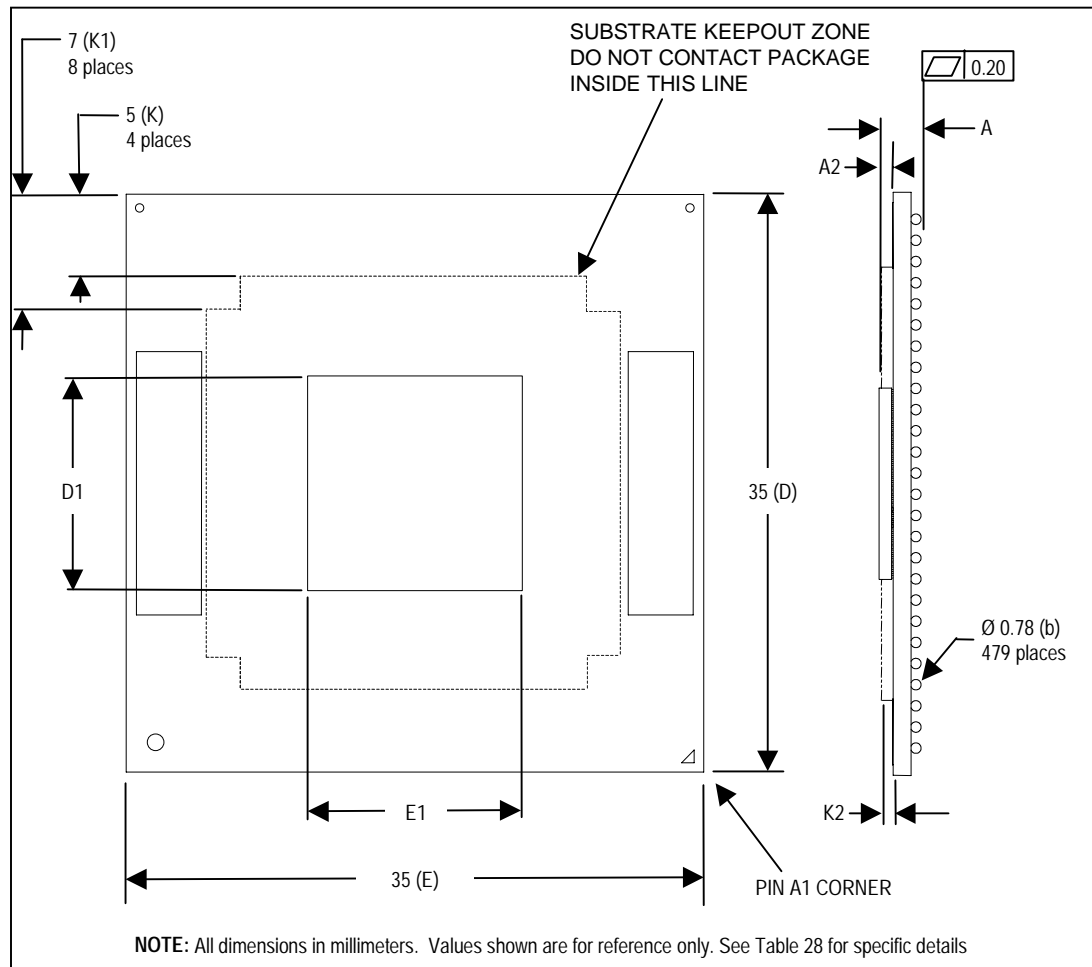 7 (K1)
8 places
SUBSTRATE KEEPOUT ZONE
DO NOT CONTACT PACKAGE
INSIDE THIS LINE
0.20
5 (K)
4 places
A
A2
D1
35 (D)
Ø 0.78 (b)
479 places
E1
K2
35 (E)
PIN A1 CORNER
NOTE: All dimensions in millimeters. Values shown are for reference only. See Table 28 for specific details